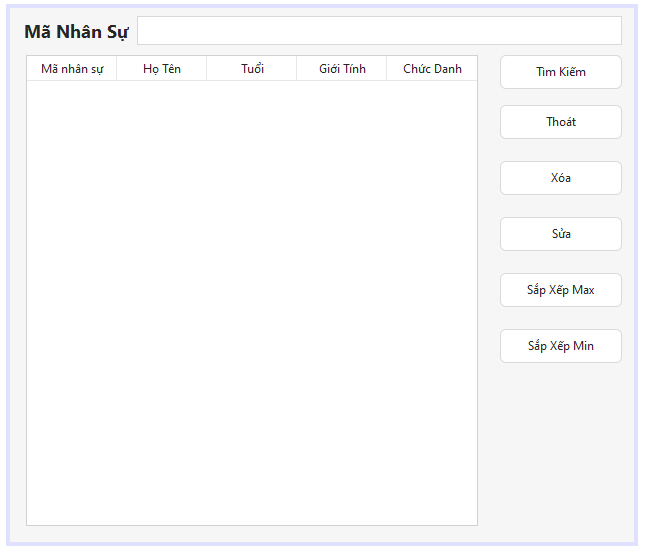 Mã Nhân Sự
Mã nhân sự Họ Tên Tuổi Giới Tính Chức Danh
Tìm Kiếm
Thoát
Xóa
Sửa
Sắp Xếp Max
Sắp Xếp Min